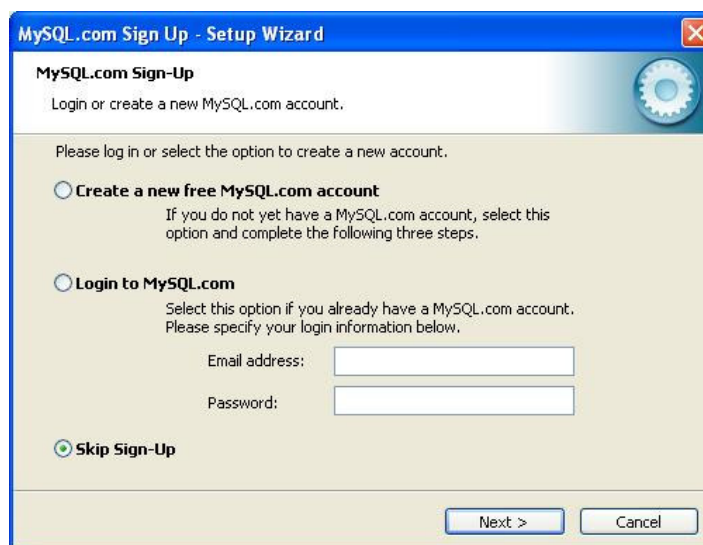 MySQL.com Sign Up - Setup Wizard
MySQL.com Sign-Up
Login or create a new MySQL.com account.
Please log in or select the option to create a new account.
Create a new free MySQL.com account
If you do not yet have a MySQL.com account, select this
option and complete the following three steps.
Login to MySQL.com
Select this option if you already have a MySQL.com account.
Please specify your login information below.
Email address:
Password:
Skip Sign-Up
Next >
Cancel